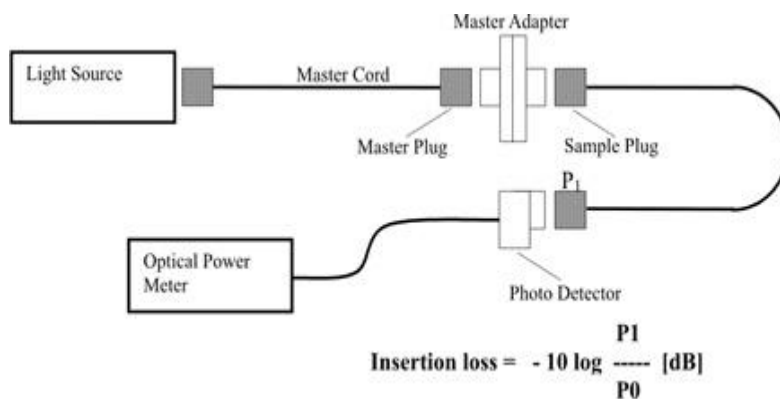 Master Adapter
Light Source
Master Cord
Master Plug
Sample Plug
P1
Optical Power
Meter
Photo Detector
P1
Insertion loss = - 10 log ----- [dB]
P0